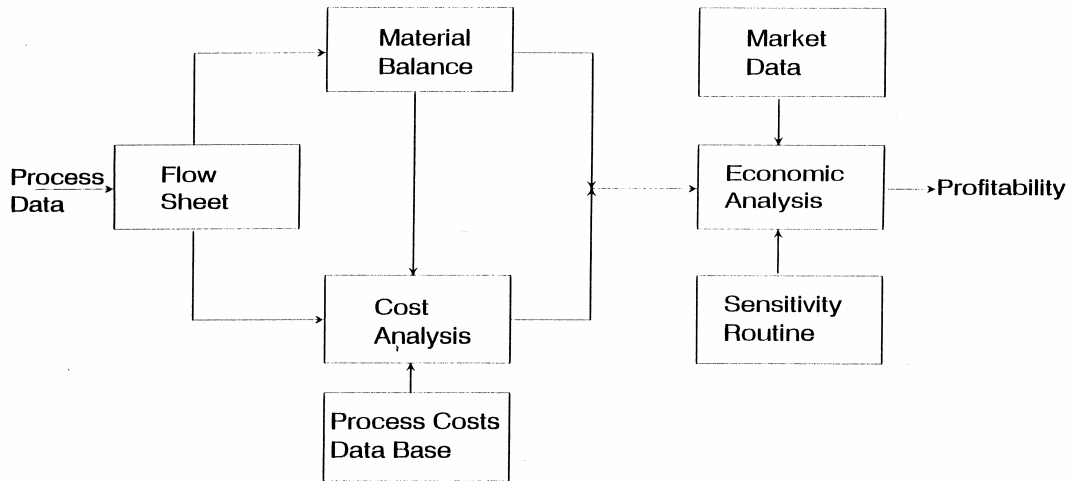 Material
Balance
Market
Data
Process
Data
Flow
Sheet
Economic
Analysis
Profitability
Cost
Analysis
Sensitivity
Routine
Process Costs
Data Base